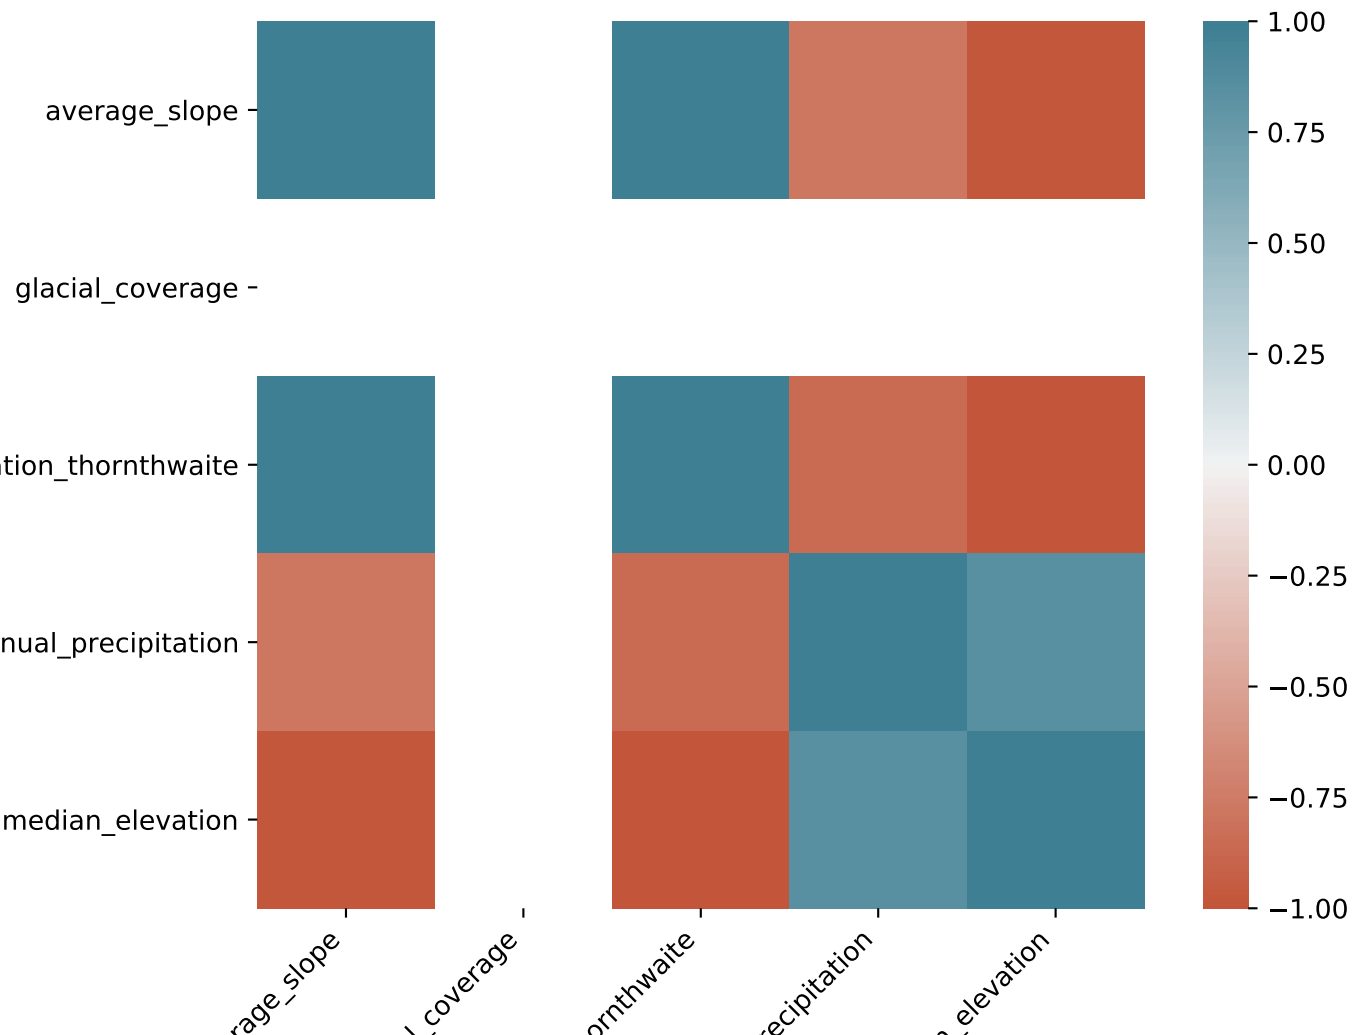 average_slope
glacial_coverage
tion_thornthwaite
nual_precipitation
median_elevation
rage_slope
l_coverage
ornthwaite
recipitation
n_elevation
1.00
0.75
0.50
0.25
0.00
−0.25
−0.50
−0.75
−1.00